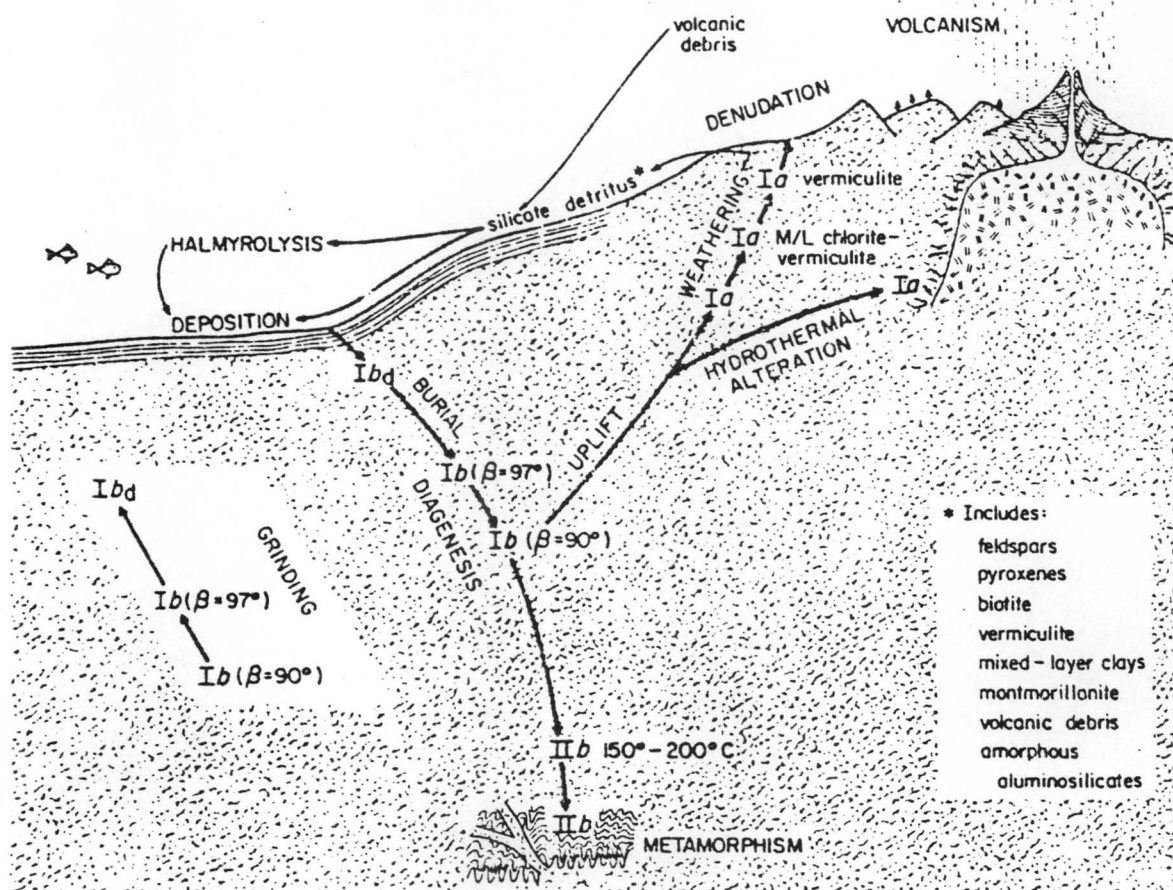 volcanic
debris
VOLCANISM
DENUDATION
silicate detritus*
WEATHERING
Ia vermiculite
Ia M/L chlorite-
vermiculite
Ia
Ia
HALMYROLYSIS
DEPOSITION
HYDROTHERMAL
ALTERATION
Ibd
BURIAL
UPLIFT
Ib (β=97°)
DIAGENESIS
Ib (β=90°)
Ibd
GRINDING
Ib (β=97°)
Ib (β=90°)
* Includes:
feldspars
pyroxenes
biotite
vermiculite
mixed-layer clays
montmorillonite
volcanic debris
amorphous
aluminosilicates
IIb 150°-200°C
IIb
METAMORPHISM